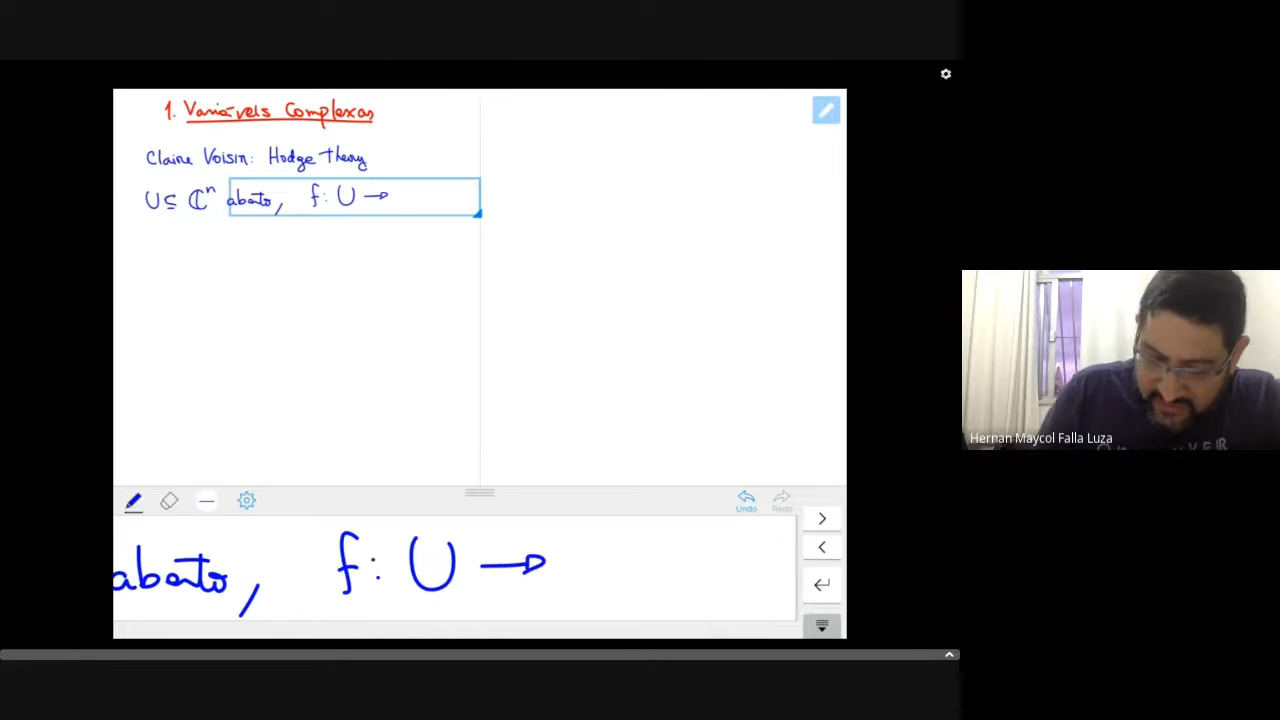 1. Variáveis Complexas
Claire Voisin: Hodge Theory
U ⊆ ℂⁿ aberto, f: U →
Hernan Maycol Falla Luza
Undo Redo
aberto, f: U →